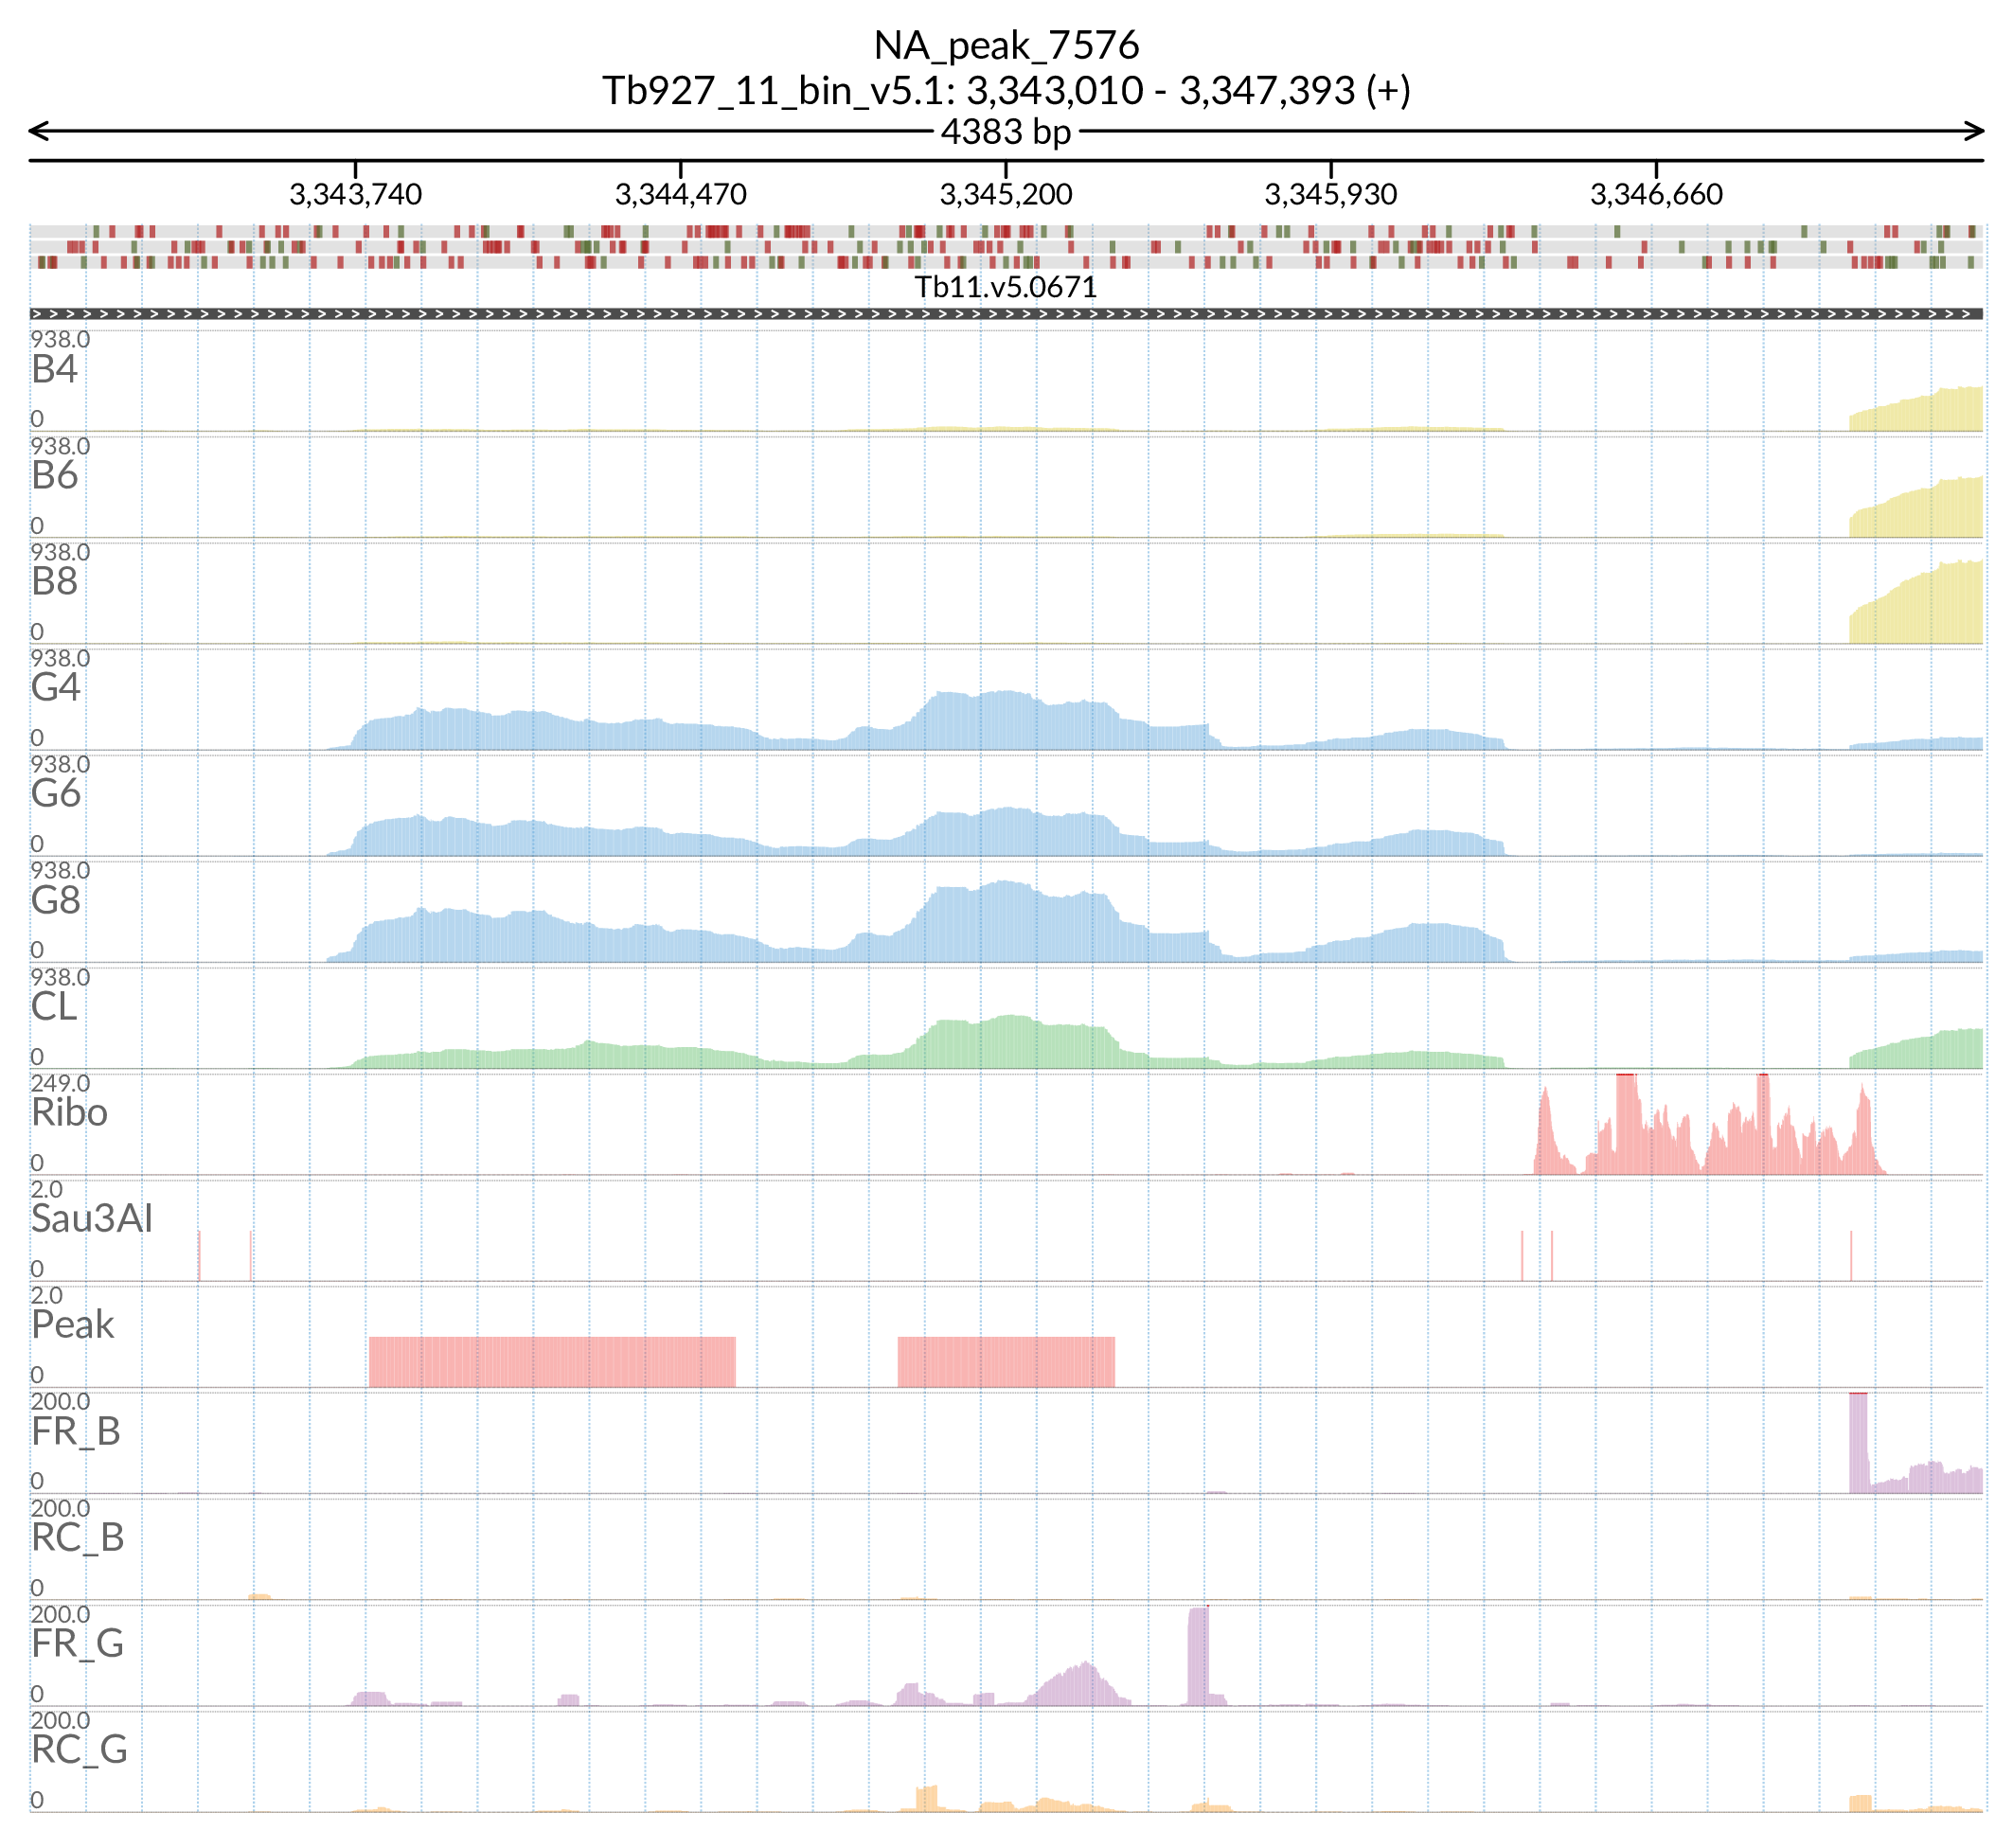 NA_peak_7576
Tb927_11_bin_v5.1: 3,343,010 - 3,347,393 (+)
4383 bp
3,343,740 3,344,470 3,345,200 3,345,930 3,346,660
Tb11.v5.0671
938.0
B4
0
938.0
B6
0
938.0
B8
0
938.0
G4
0
938.0
G6
0
938.0
G8
0
938.0
CL
0
249.0
Ribo
0
2.0
Sau3AI
0
2.0
Peak
0
200.0
FR_B
0
200.0
RC_B
0
200.0
FR_G
0
200.0
RC_G
0